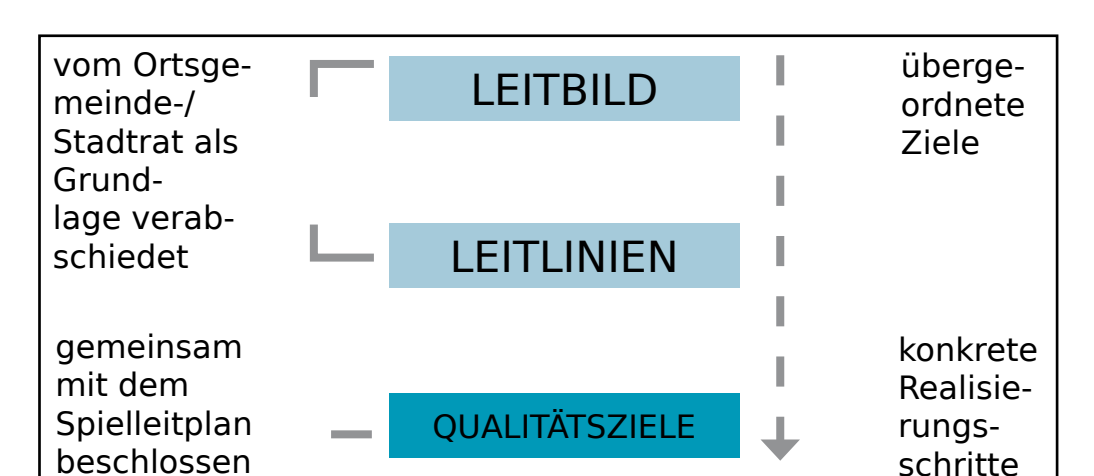 vom Ortsge-
meinde-/
Stadtrat als
Grund-
lage verab-
schiedet
LEITBILD
LEITLINIEN
überge-
ordnete
Ziele
gemeinsam
mit dem
Spielleitplan
beschlossen
QUALITÄTSZIELE
konkrete
Realisie-
rungs-
schritte